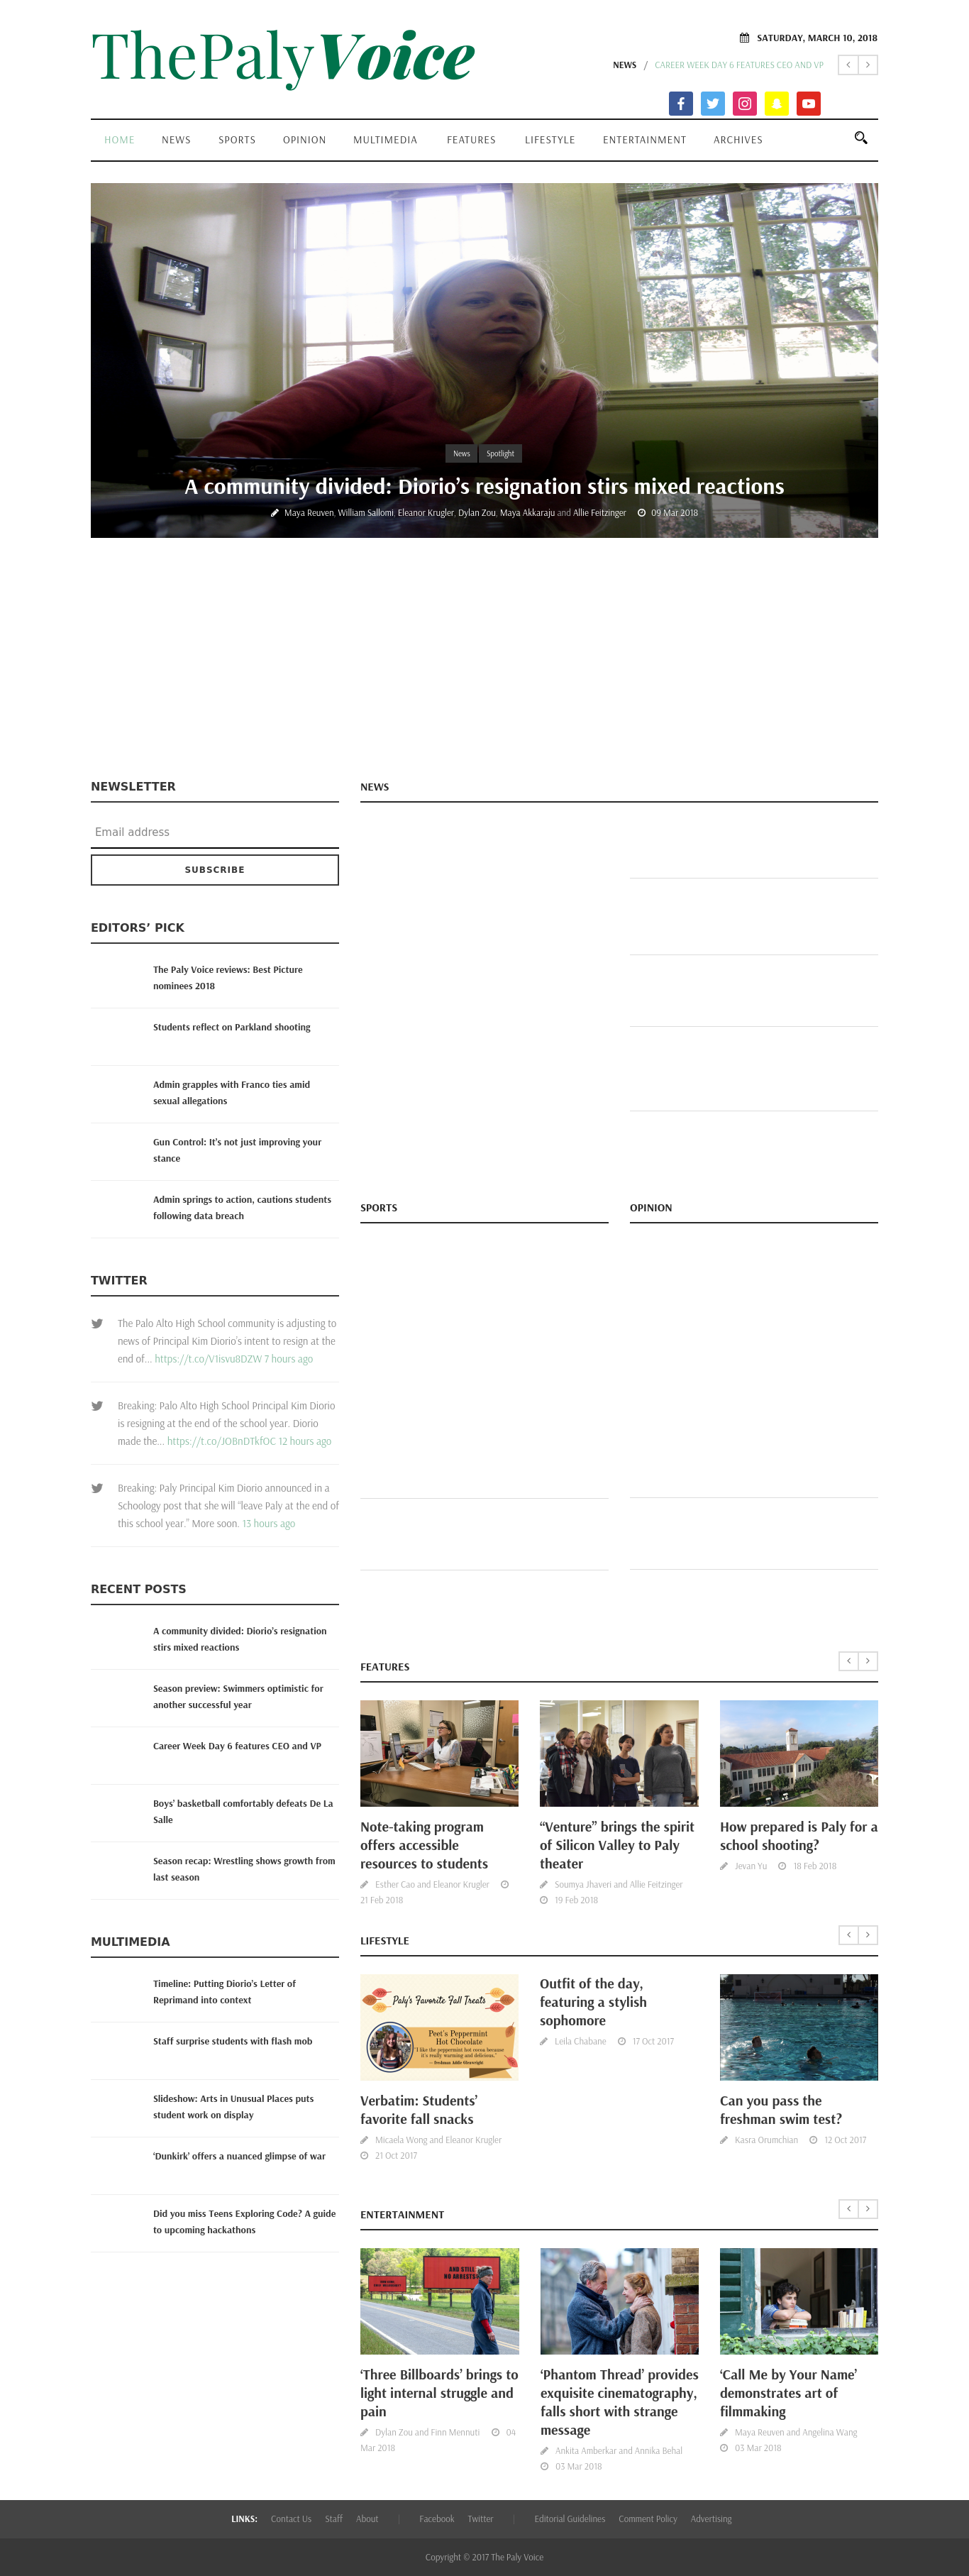 ThePalyVoice
SATURDAY, MARCH 10, 2018
NEWS / CAREER WEEK DAY 6 FEATURES CEO AND VP
HOME NEWS SPORTS OPINION MULTIMEDIA FEATURES LIFESTYLE ENTERTAINMENT ARCHIVES
News Spotlight
A community divided: Diorio’s resignation stirs mixed reactions
Maya Reuven, William Sallomi, Eleanor Krugler, Dylan Zou, Maya Akkaraju and Allie Feitzinger 09 Mar 2018
NEWSLETTER
Email address
SUBSCRIBE
EDITORS’ PICK
The Paly Voice reviews: Best Picture
nominees 2018
Students reflect on Parkland shooting
Admin grapples with Franco ties amid
sexual allegations
Gun Control: It’s not just improving your
stance
Admin springs to action, cautions students
following data breach
TWITTER
The Palo Alto High School community is adjusting to
news of Principal Kim Diorio’s intent to resign at the
end of... https://t.co/V1isvu8DZW 7 hours ago
Breaking: Palo Alto High School Principal Kim Diorio
is resigning at the end of the school year. Diorio
made the... https://t.co/JOBnDTkfOC 12 hours ago
Breaking: Paly Principal Kim Diorio announced in a
Schoology post that she will “leave Paly at the end of
this school year.” More soon. 13 hours ago
RECENT POSTS
A community divided: Diorio’s resignation
stirs mixed reactions
Season preview: Swimmers optimistic for
another successful year
Career Week Day 6 features CEO and VP
Boys’ basketball comfortably defeats De La
Salle
Season recap: Wrestling shows growth from
last season
MULTIMEDIA
Timeline: Putting Diorio’s Letter of
Reprimand into context
Staff surprise students with flash mob
Slideshow: Arts in Unusual Places puts
student work on display
‘Dunkirk’ offers a nuanced glimpse of war
Did you miss Teens Exploring Code? A guide
to upcoming hackathons
NEWS
SPORTS
OPINION
FEATURES
Note-taking program
offers accessible
resources to students
Esther Cao and Eleanor Krugler
21 Feb 2018
“Venture” brings the spirit
of Silicon Valley to Paly
theater
Soumya Jhaveri and Allie Feitzinger
19 Feb 2018
How prepared is Paly for a
school shooting?
Jevan Yu 18 Feb 2018
LIFESTYLE
Paly's Favorite Fall Treats
Peet's Peppermint
Hot Chocolate
"I like the peppermint hot cocoa because
it's really warming and delicious."
Verbatim: Students’
favorite fall snacks
Micaela Wong and Eleanor Krugler
21 Oct 2017
Outfit of the day,
featuring a stylish
sophomore
Leila Chabane 17 Oct 2017
Can you pass the
freshman swim test?
Kasra Orumchian 12 Oct 2017
ENTERTAINMENT
AND STILL
NO ARRESTS
‘Three Billboards’ brings to
light internal struggle and
pain
Dylan Zou and Finn Mennuti 04
Mar 2018
‘Phantom Thread’ provides
exquisite cinematography,
falls short with strange
message
Ankita Amberkar and Annika Behal
03 Mar 2018
‘Call Me by Your Name’
demonstrates art of
filmmaking
Maya Reuven and Angelina Wang
03 Mar 2018
LINKS: Contact Us Staff About | Facebook Twitter | Editorial Guidelines Comment Policy Advertising
Copyright © 2017 The Paly Voice